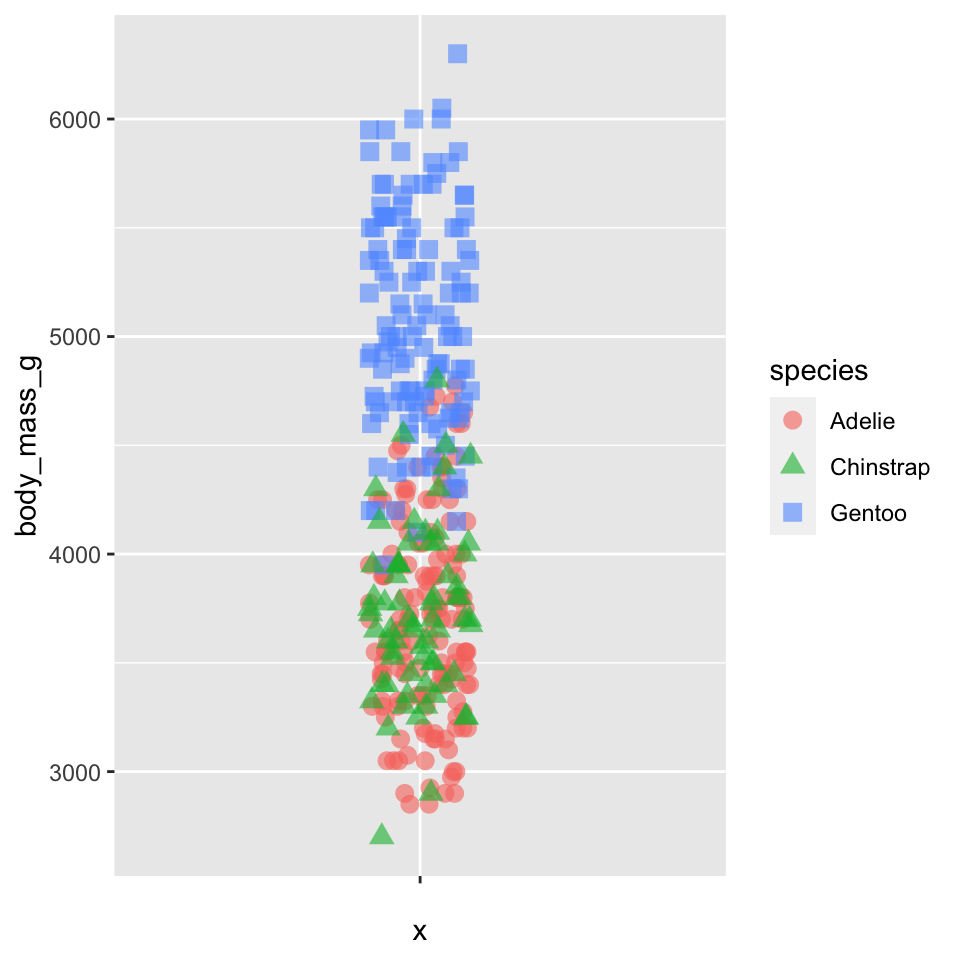 6000
5000
4000
3000
body_mass_g
x
species
Adelie
Chinstrap
Gentoo